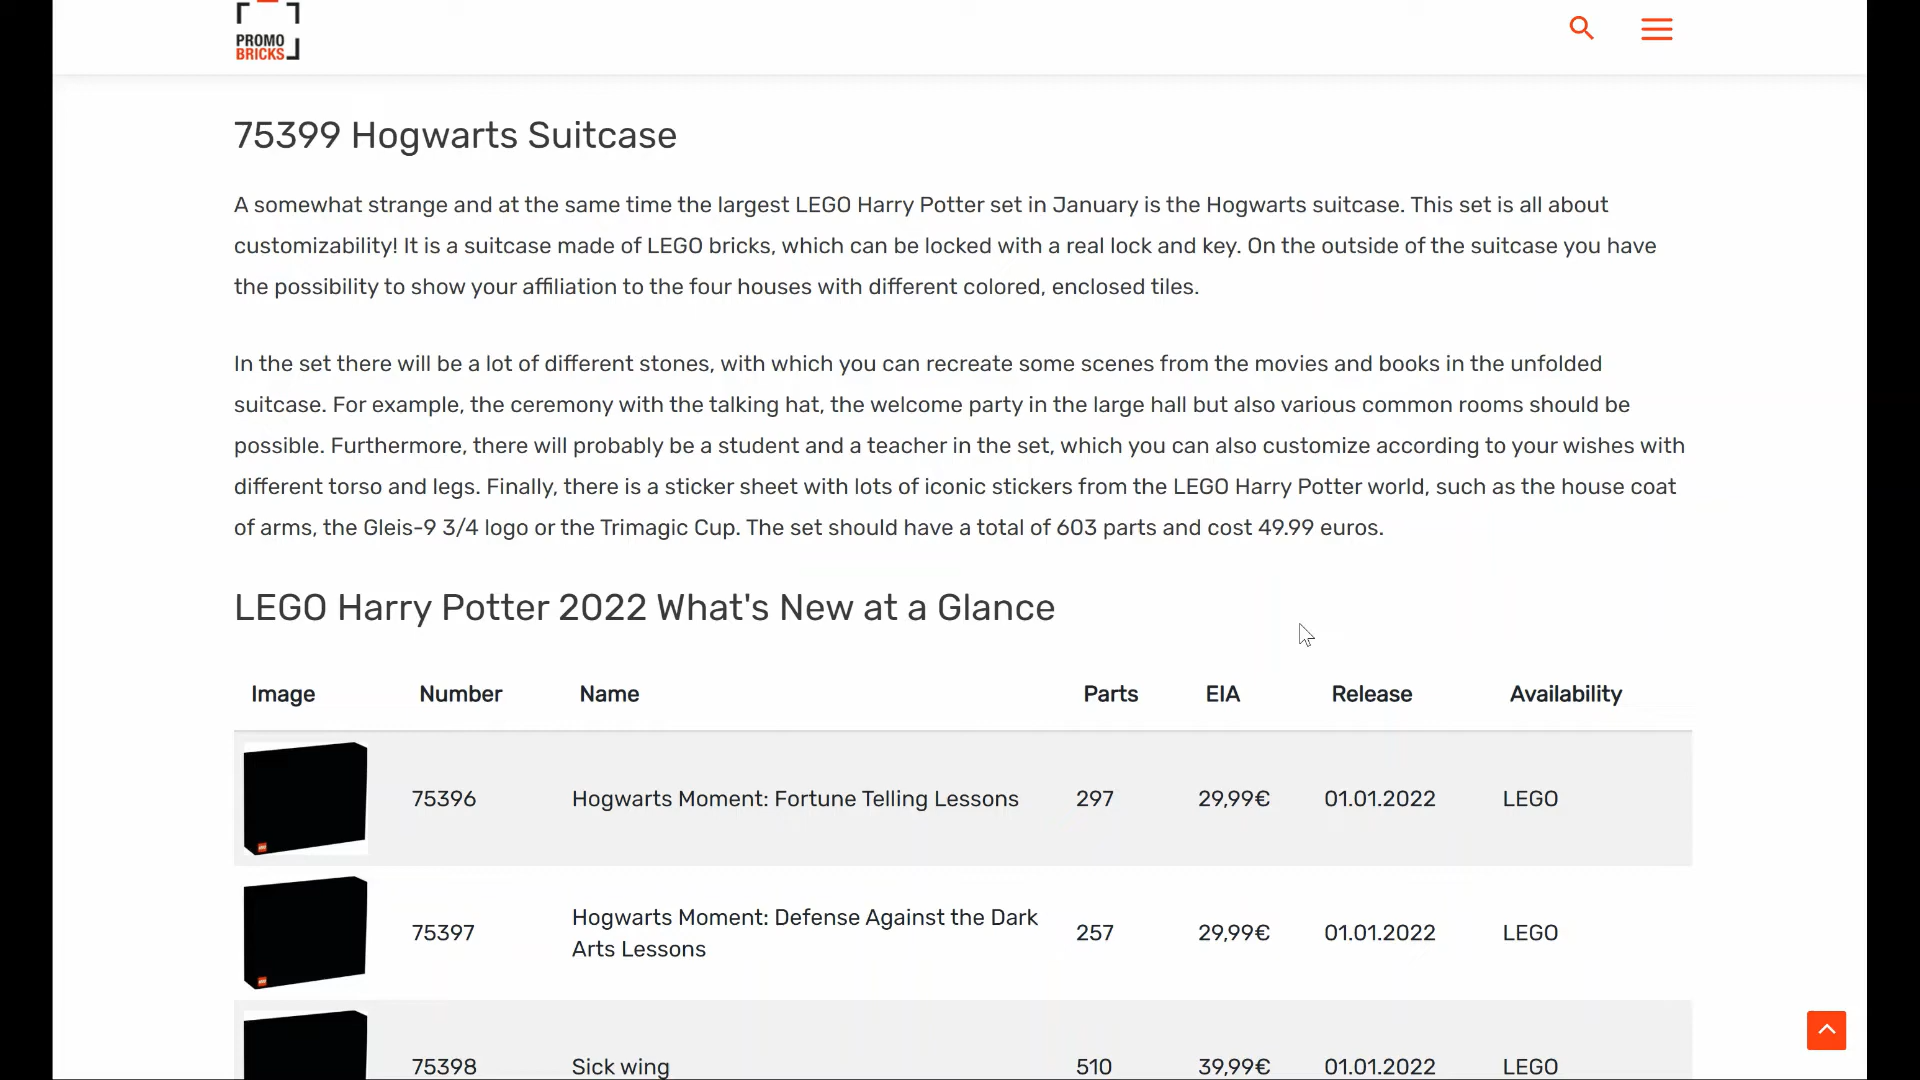 PROMO
BRICKS
75399 Hogwarts Suitcase
A somewhat strange and at the same time the largest LEGO Harry Potter set in January is the Hogwarts suitcase. This set is all about
customizability! It is a suitcase made of LEGO bricks, which can be locked with a real lock and key. On the outside of the suitcase you have
the possibility to show your affiliation to the four houses with different colored, enclosed tiles.
In the set there will be a lot of different stones, with which you can recreate some scenes from the movies and books in the unfolded
suitcase. For example, the ceremony with the talking hat, the welcome party in the large hall but also various common rooms should be
possible. Furthermore, there will probably be a student and a teacher in the set, which you can also customize according to your wishes with
different torso and legs. Finally, there is a sticker sheet with lots of iconic stickers from the LEGO Harry Potter world, such as the house coat
of arms, the Gleis-9 3/4 logo or the Trimagic Cup. The set should have a total of 603 parts and cost 49.99 euros.
LEGO Harry Potter 2022 What's New at a Glance
Image Number Name Parts EIA Release Availability
75396 Hogwarts Moment: Fortune Telling Lessons 297 29,99€ 01.01.2022 LEGO
75397 Hogwarts Moment: Defense Against the Dark Arts Lessons 257 29,99€ 01.01.2022 LEGO
75398 Sick wing 510 39,99€ 01.01.2022 LEGO